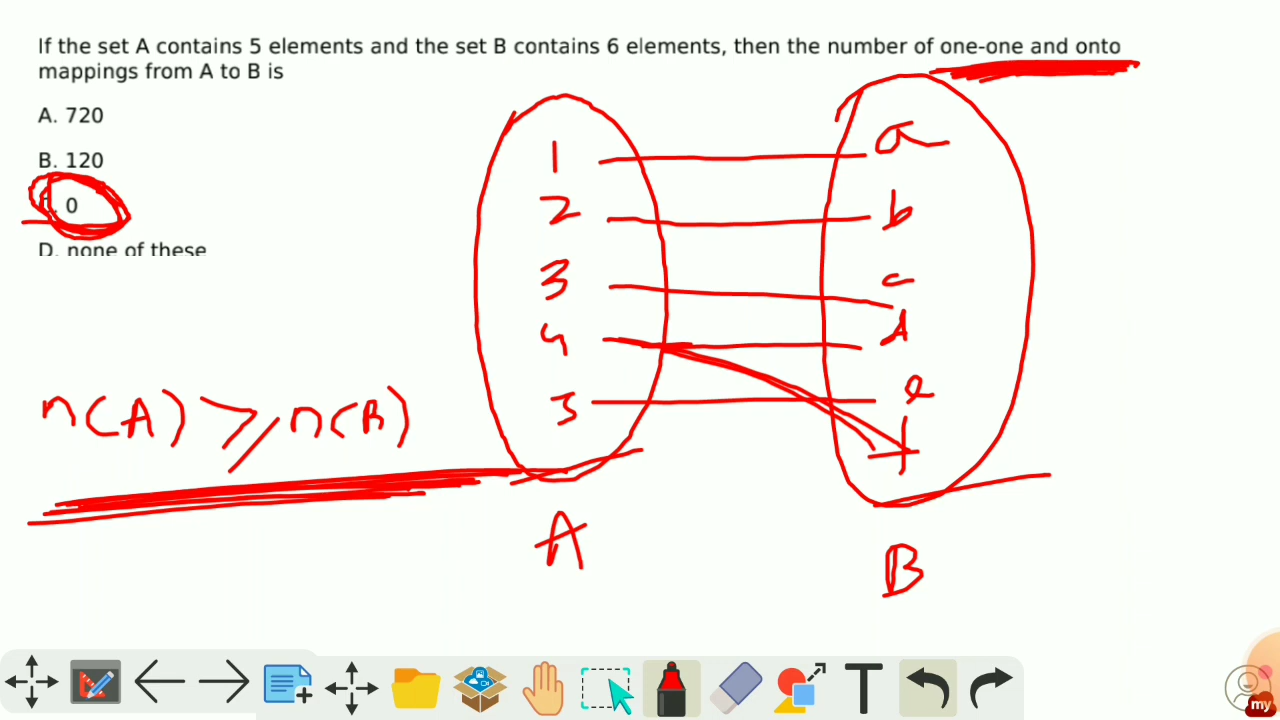 If the set A contains 5 elements and the set B contains 6 elements, then the number of one-one and onto
mappings from A to B is
A. 720
B. 120
0
D. none of these
1 a
2 b
3 c
4 d
3 e
f
n(A) ⩾ n(B)
A B
T
my